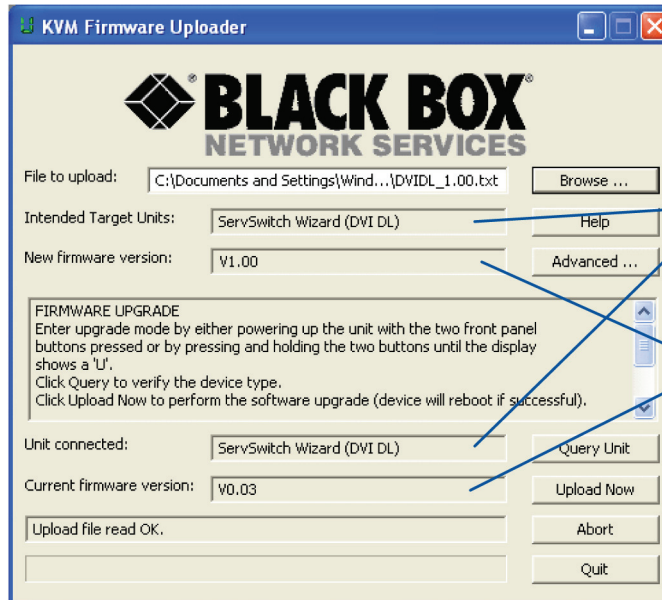 KVM Firmware Uploader
BLACK BOX®
NETWORK SERVICES
File to upload: C:\Documents and Settings\Wind...\DVIDL_1.00.txt Browse ...
Intended Target Units: ServSwitch Wizard (DVI DL) Help
New firmware version: V1.00 Advanced ...
FIRMWARE UPGRADE
Enter upgrade mode by either powering up the unit with the two front panel
buttons pressed or by pressing and holding the two buttons until the display
shows a 'U'.
Click Query to verify the device type.
Click Upload Now to perform the software upgrade (device will reboot if successful).
Unit connected: ServSwitch Wizard (DVI DL) Query Unit
Current firmware version: V0.03 Upload Now
Upload file read OK. Abort
Quit